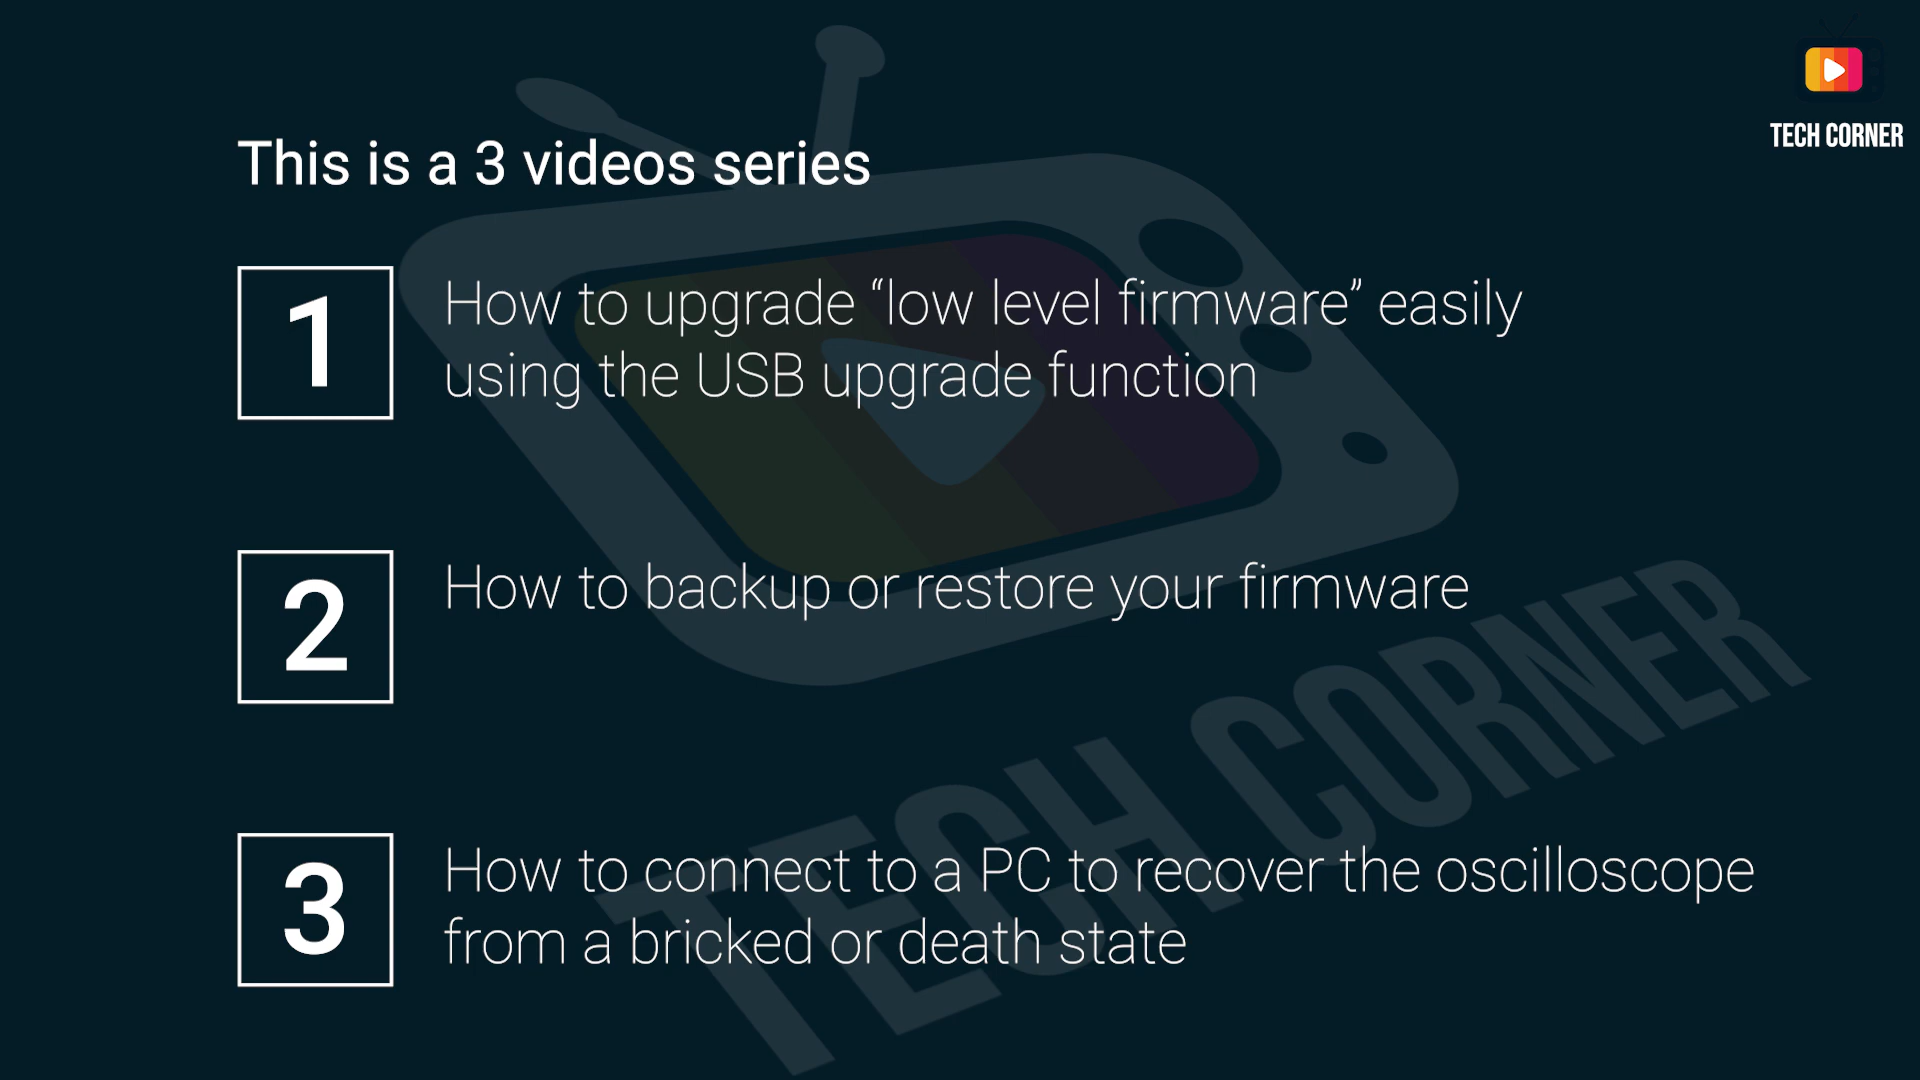 TECH CORNER
This is a 3 videos series
1
How to upgrade “low level firmware” easily
using the USB upgrade function
2
How to backup or restore your firmware
3
How to connect to a PC to recover the oscilloscope
from a bricked or death state
TECH CORNER